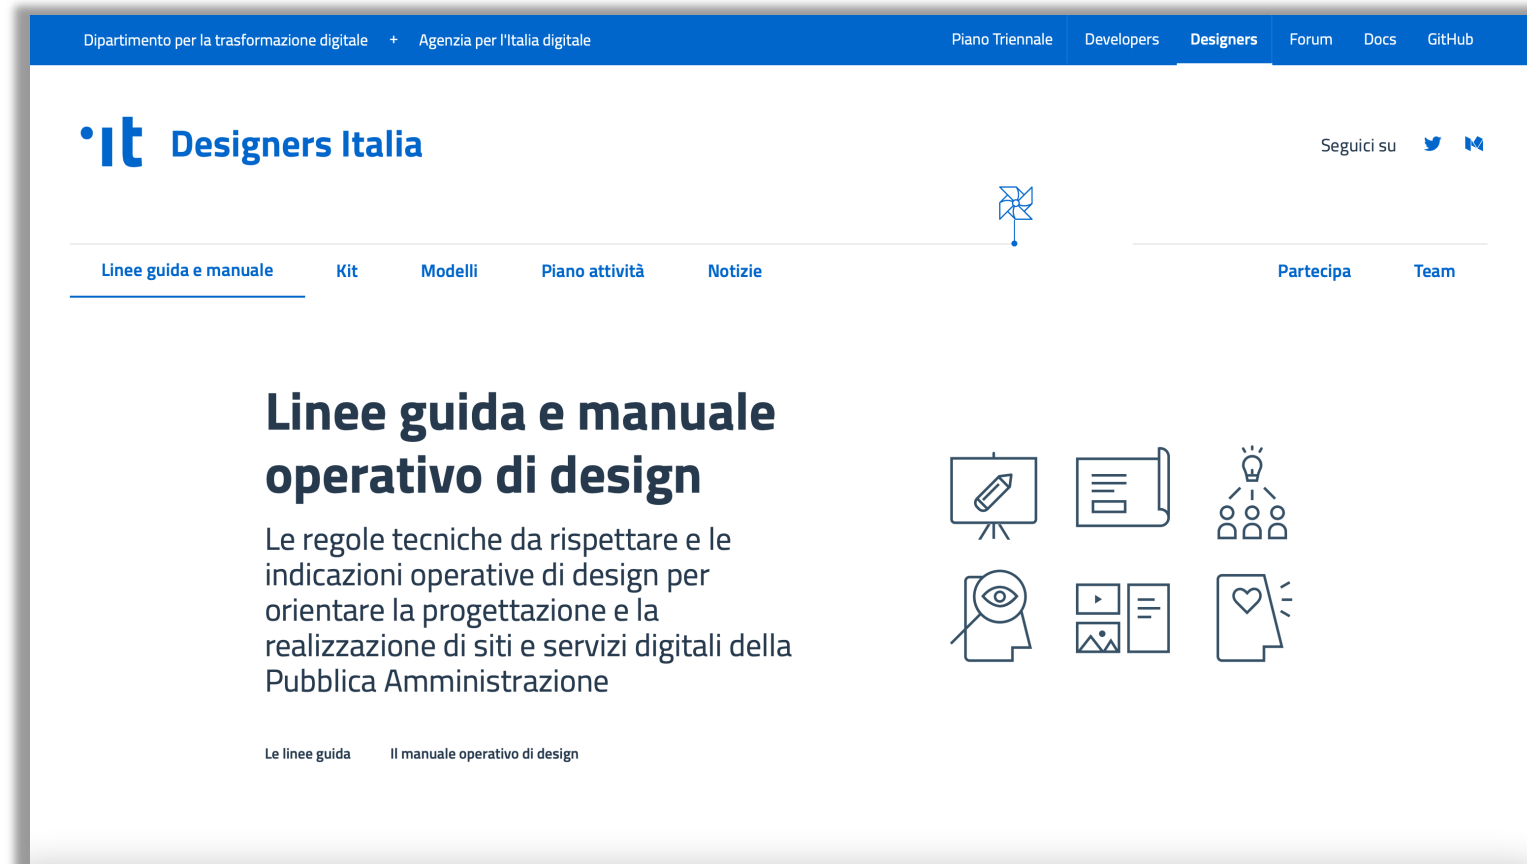 Dipartimento per la trasformazione digitale + Agenzia per l'Italia digitale
Piano Triennale Developers Designers Forum Docs GitHub
it Designers Italia
Seguici su
Linee guida e manuale Kit Modelli Piano attività Notizie Partecipa Team
Linee guida e manuale
operativo di design
Le regole tecniche da rispettare e le
indicazioni operative di design per
orientare la progettazione e la
realizzazione di siti e servizi digitali della
Pubblica Amministrazione
Le linee guida Il manuale operativo di design